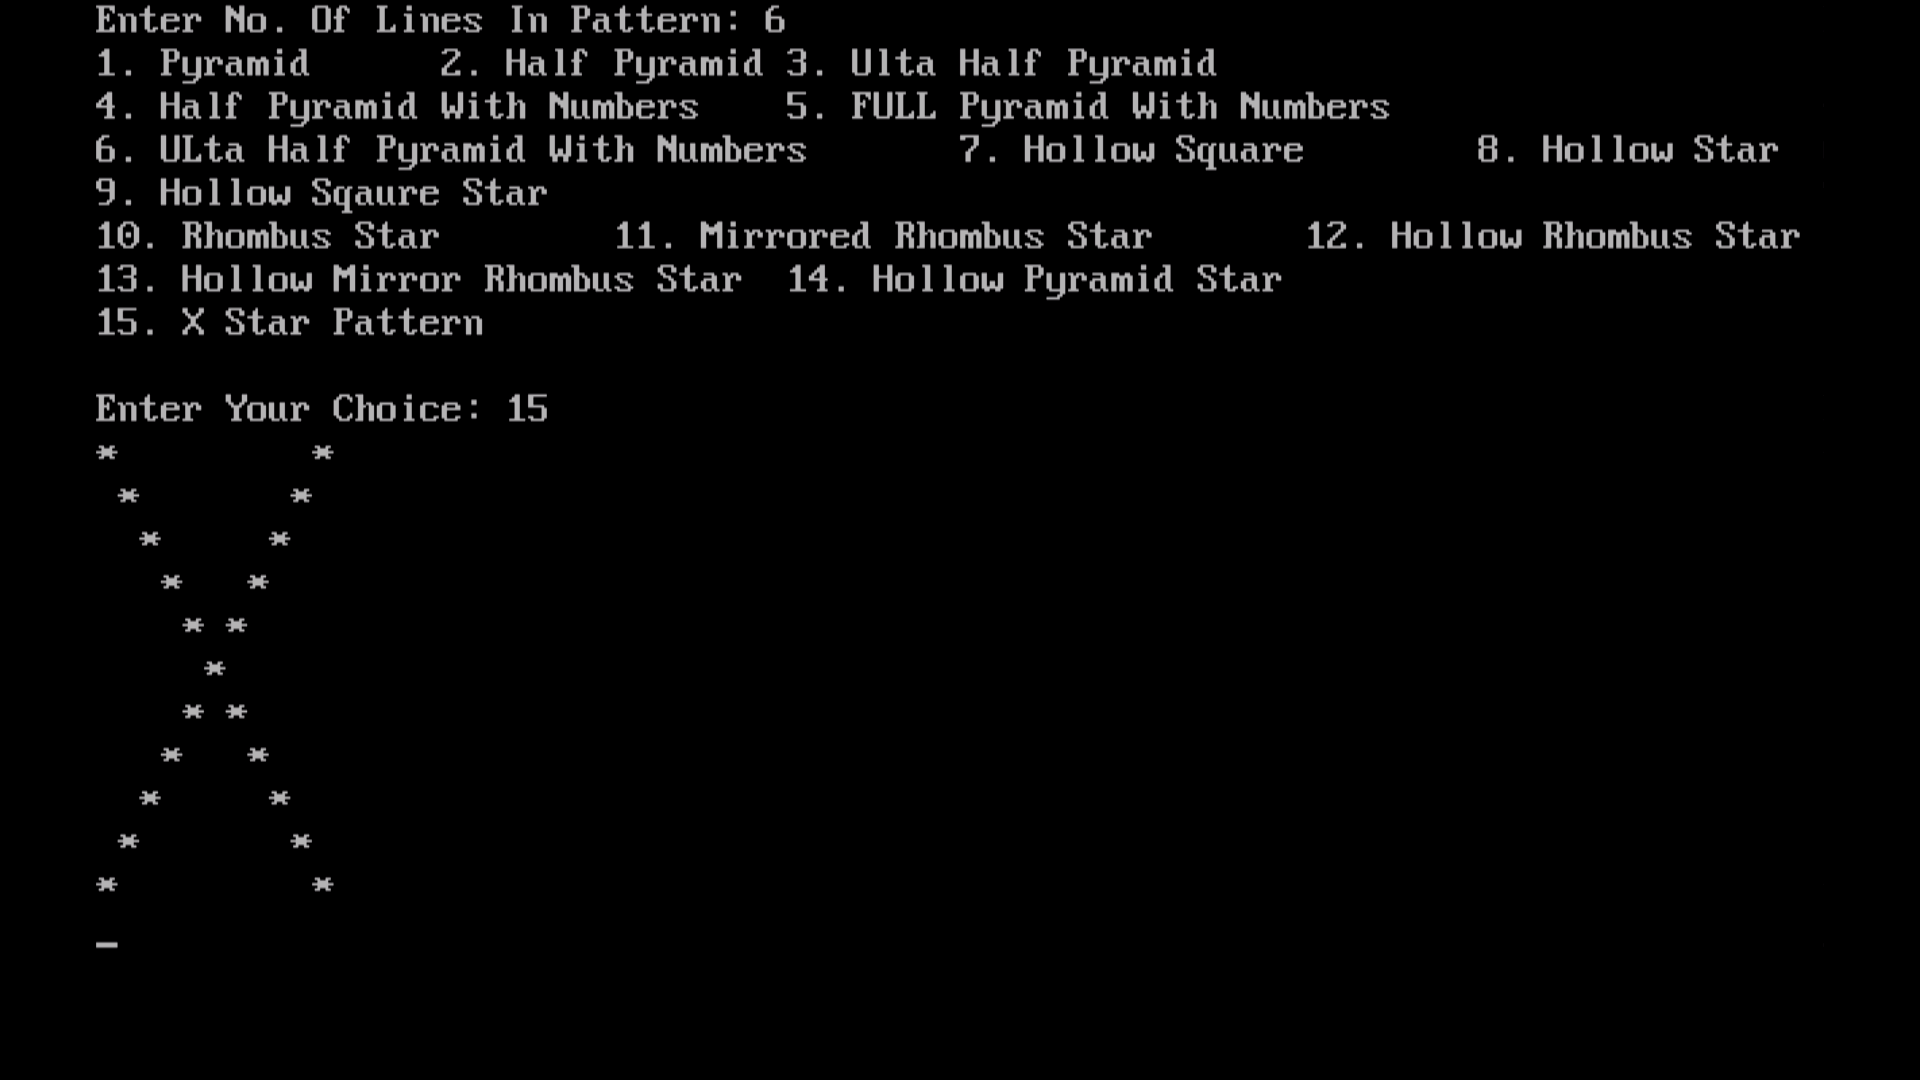 Enter No. Of Lines In Pattern: 6
1. Pyramid      2. Half Pyramid 3. Ulta Half Pyramid
4. Half Pyramid With Numbers    5. FULL Pyramid With Numbers
6. ULta Half Pyramid With Numbers       7. Hollow Square        8. Hollow Star
9. Hollow Sqaure Star
10. Rhombus Star        11. Mirrored Rhombus Star       12. Hollow Rhombus Star
13. Hollow Mirror Rhombus Star  14. Hollow Pyramid Star
15. X Star Pattern
Enter Your Choice: 15
*         *
 *       *
  *     *
   *   *
    * *
     *
    * *
   *   *
  *     *
 *       *
*         *
_